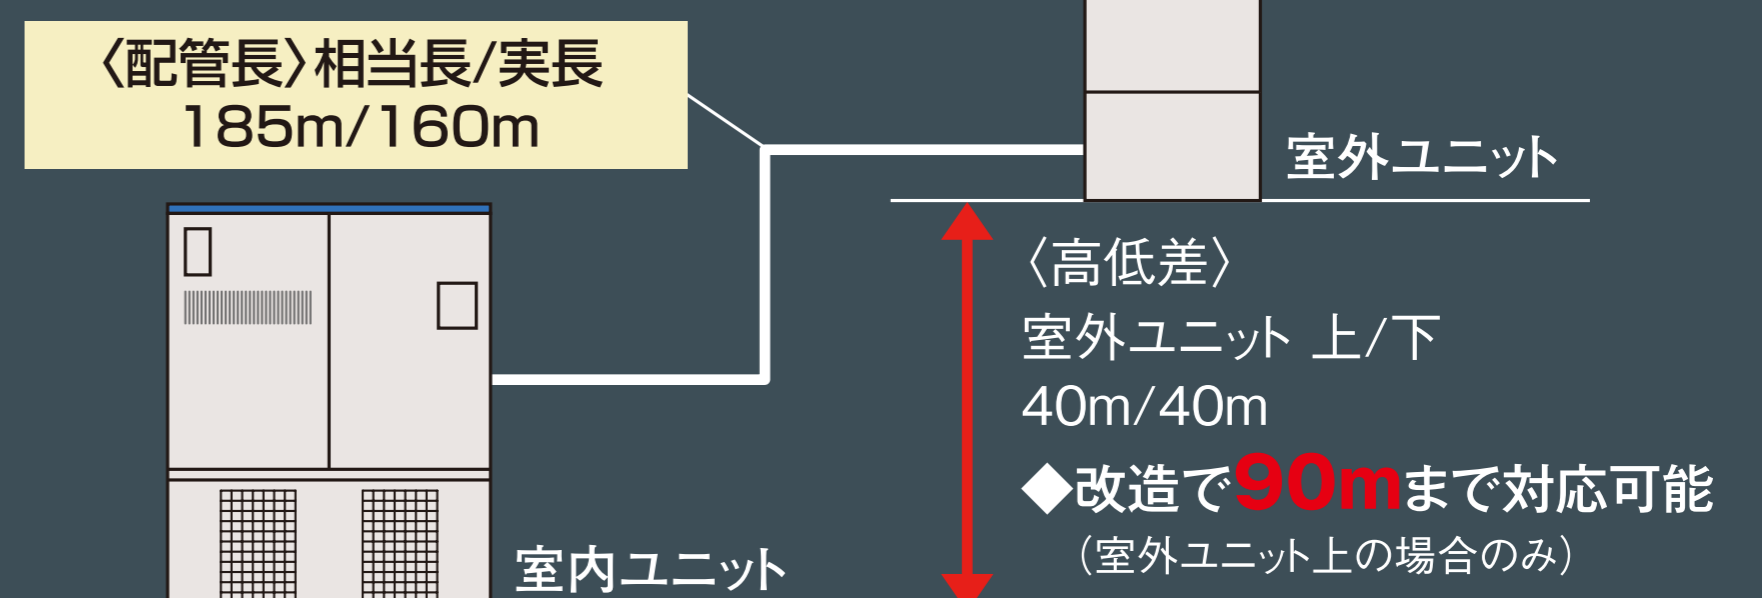 〈配管長〉相当長/実長
185m/160m
室外ユニット
〈高低差〉
室外ユニット 上/下
40m/40m
◆改造で90mまで対応可能
（室外ユニット上の場合のみ）
室内ユニット